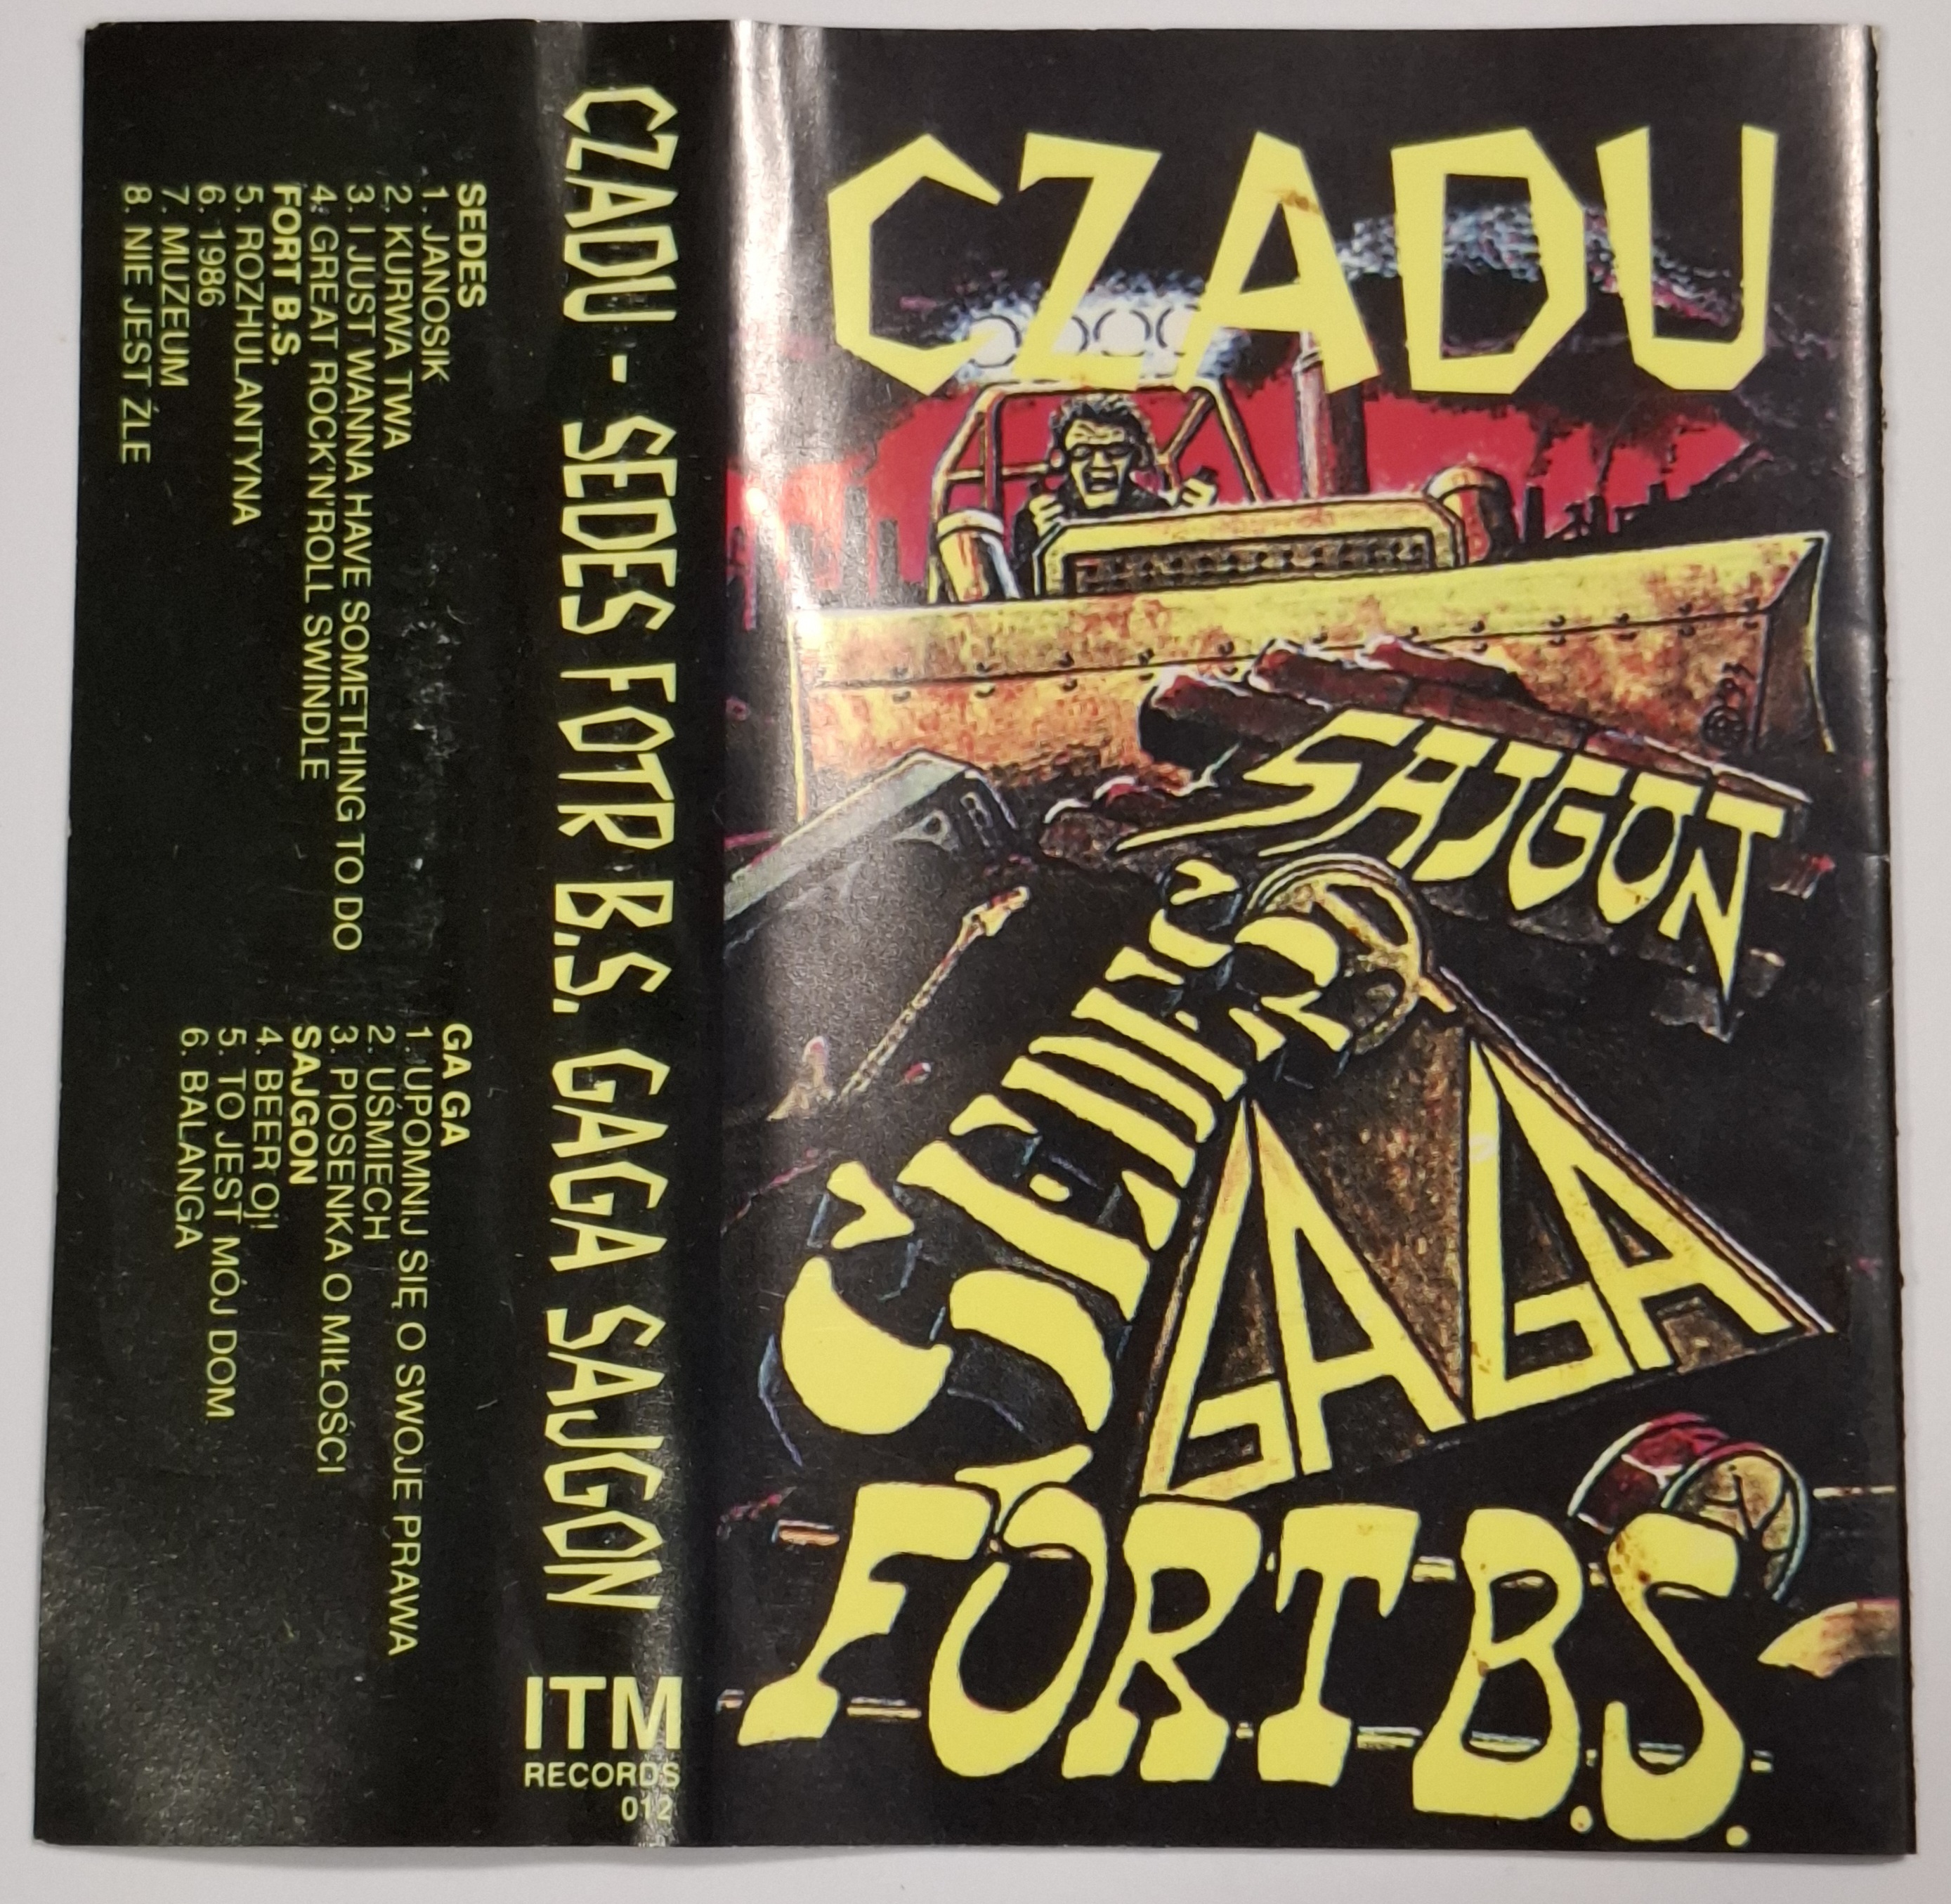 CZADU
SAJGON
SEDES
GA GA
FORT B.S.
CZADU - SEDES FOTR B.S. GAGA SAJGON
ITM
RECORDS
012
SEDES
1. JANOSIK
2. KURWA TWA
3. I JUST WANNA HAVE SOMETHING TO DO
4. GREAT ROCK'N'ROLL SWINDLE
FORT B.S.
5. ROZHULANTYNA
6. 1986
7. MUZEUM
8. NIE JEST ŹLE
GA GA
1. UPOMNIJ SIĘ O SWOJE PRAWA
2. UŚMIECH
3. PIOSENKA O MIŁOŚCI
SAJGON
4. BEER Oj!
5. TO JEST MÓJ DOM
6. BALANGA